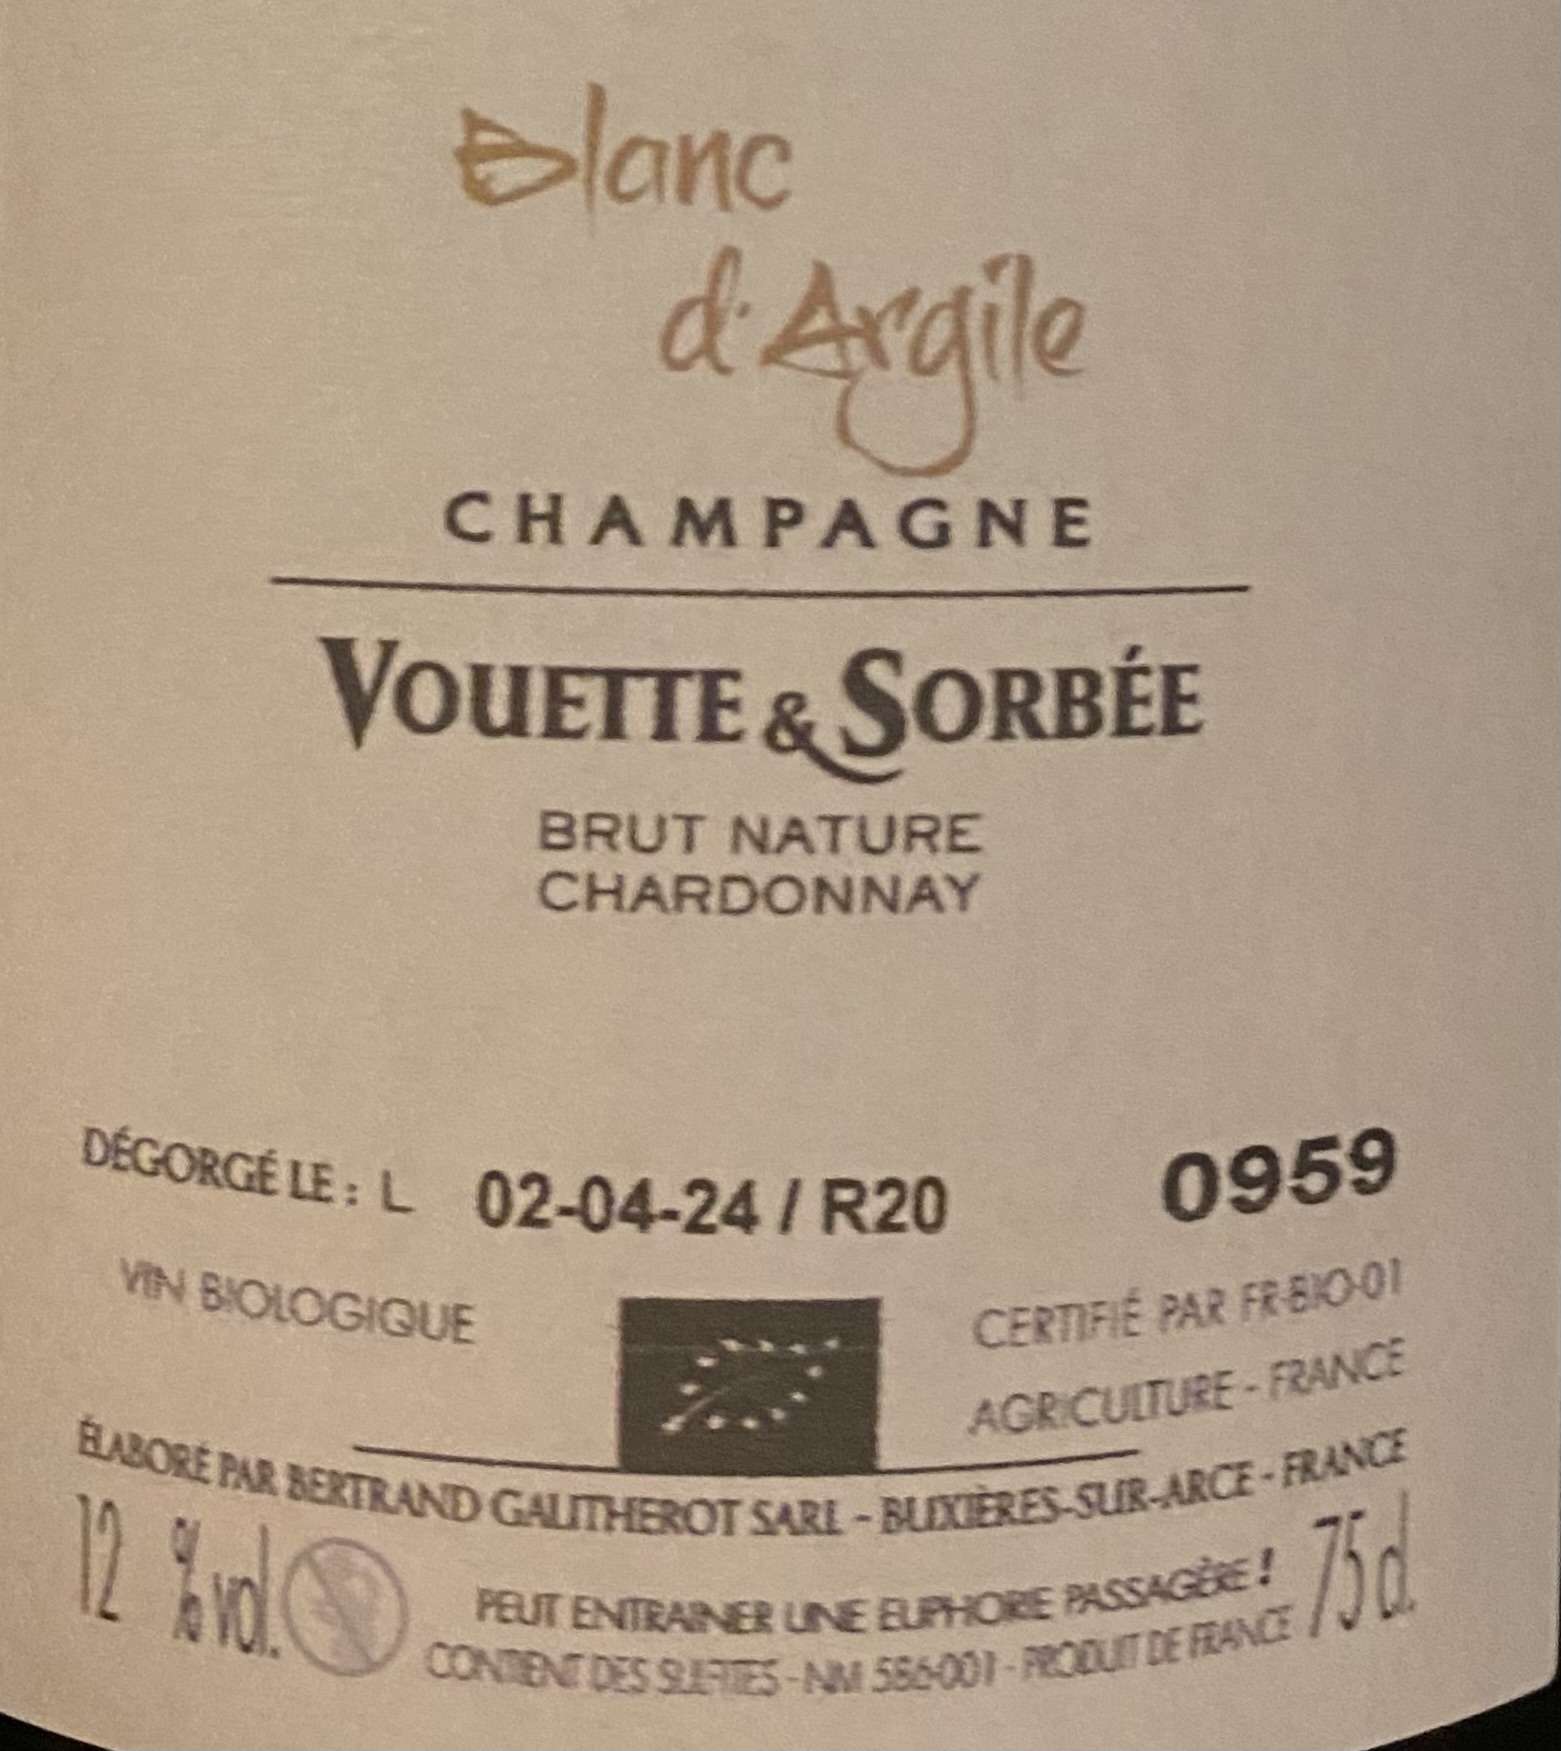 Blanc
d'Argile
CHAMPAGNE
VOUETTE & SORBÉE
BRUT NATURE
CHARDONNAY
DÉGORGÉ LE : L 02-04-24 / R20 0959
VIN BIOLOGIQUE
CERTIFIÉ PAR FR-BIO-01
AGRICULTURE - FRANCE
ÉLABORÉ PAR BERTRAND GAUTHEROT SARL - BUXIÈRES-SUR-ARCE - FRANCE
12 % vol.
PEUT ENTRAINER UNE EUPHORIE PASSAGÈRE !
75 cl.
CONTIENT DES SULFITES - NM 586-001 - PRODUIT DE FRANCE